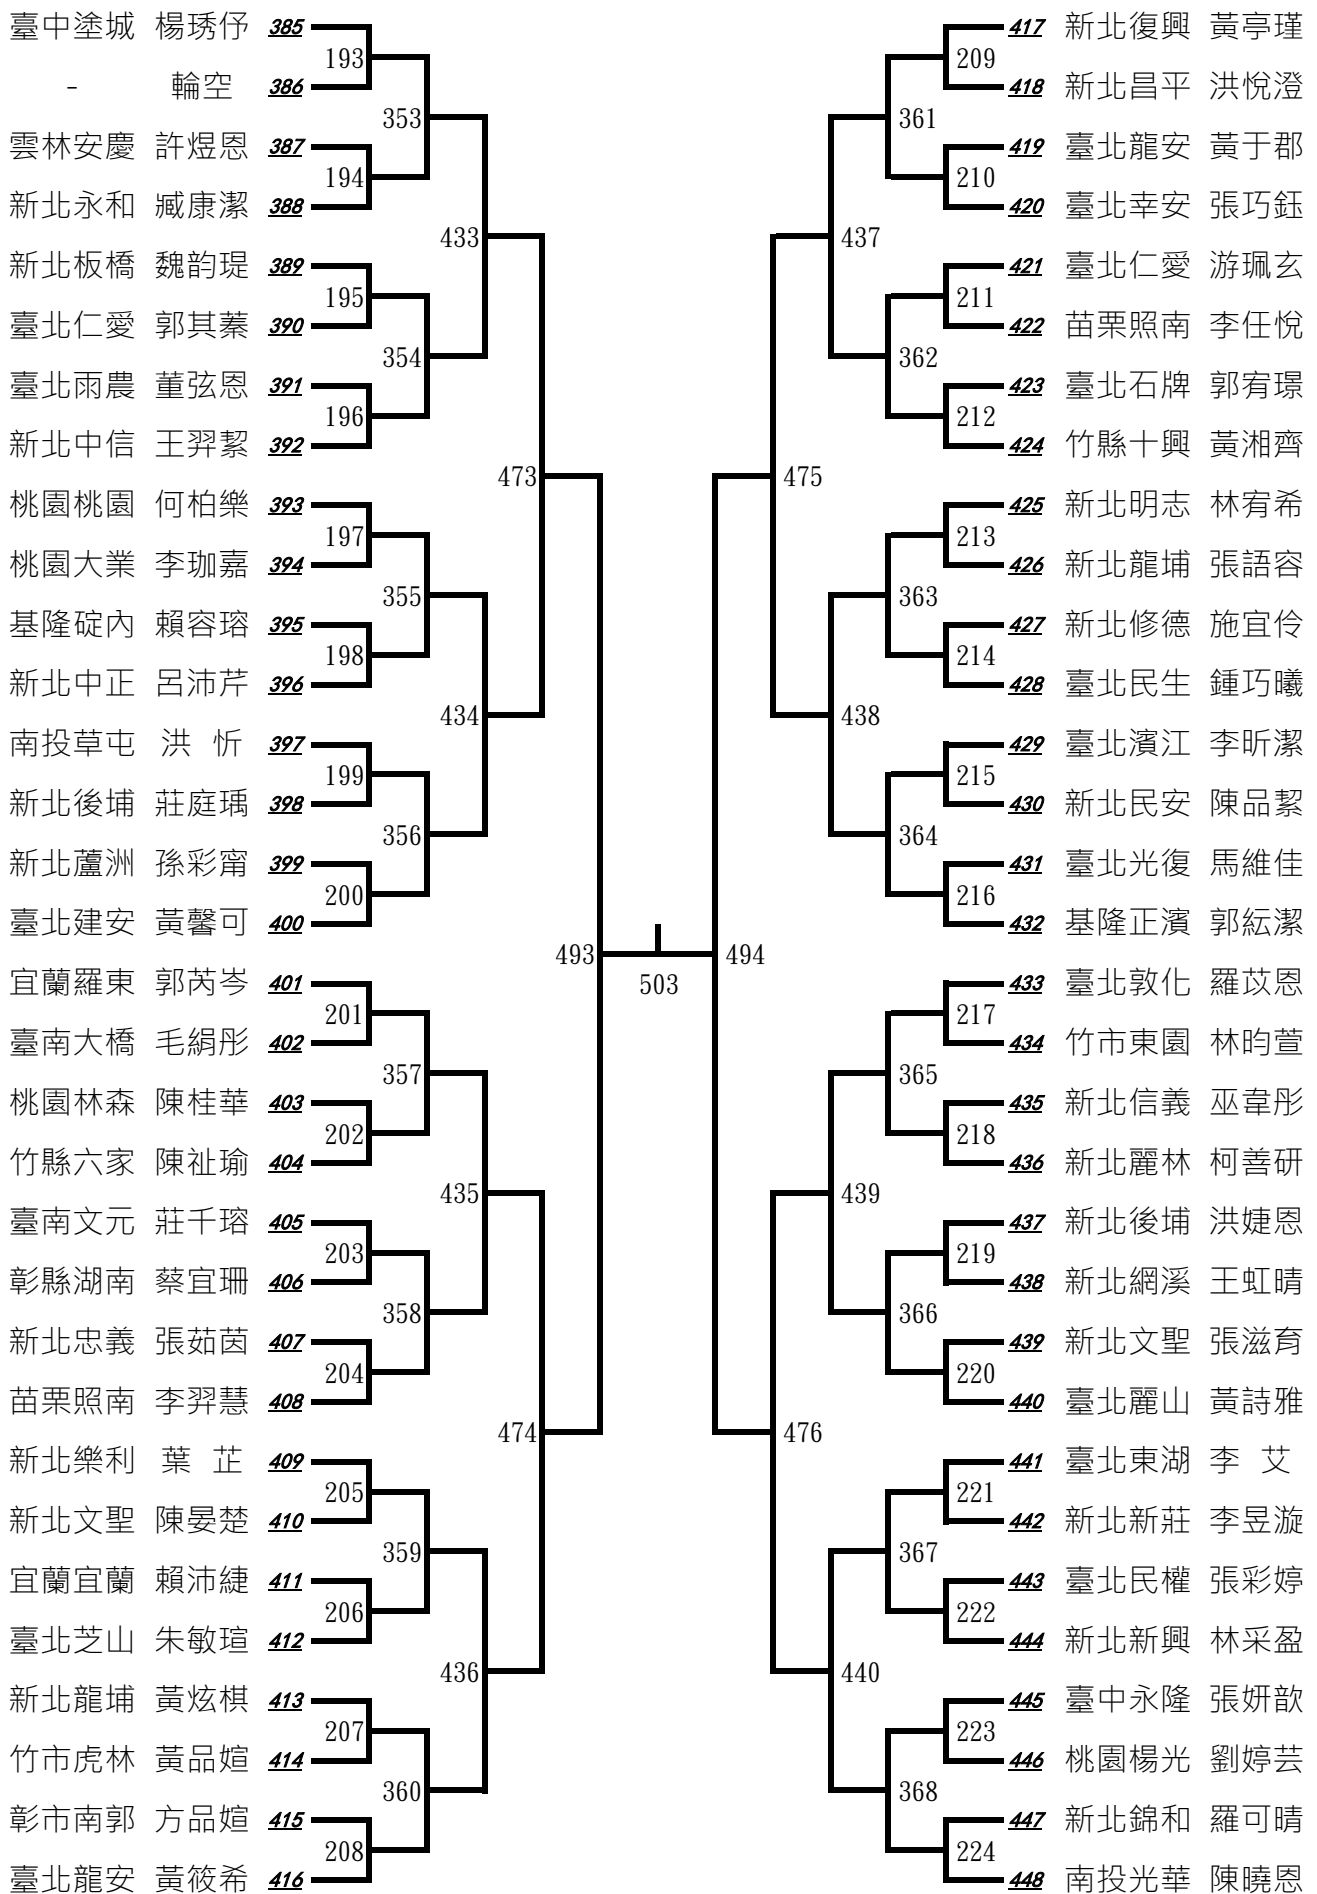 臺中塗城 楊琇伃 385
193
- 輪空 386
353
雲林安慶 許煜恩 387
194
新北永和 臧康潔 388
433
新北板橋 魏韵瑅 389
195
臺北仁愛 郭其蓁 390
354
臺北雨農 董弦恩 391
196
新北中信 王羿絜 392
473
桃園桃園 何柏樂 393
197
桃園大業 李珈嘉 394
355
基隆碇內 賴容瑢 395
198
新北中正 呂沛芹 396
434
南投草屯 洪 忻 397
199
新北後埔 莊庭瑀 398
356
新北蘆洲 孫彩甯 399
200
臺北建安 黃馨可 400
493
宜蘭羅東 郭芮岑 401
201
臺南大橋 毛絹彤 402
357
桃園林森 陳桂華 403
202
竹縣六家 陳祉瑜 404
435
臺南文元 莊千瑢 405
203
彰縣湖南 蔡宜珊 406
358
新北忠義 張茹茵 407
204
苗栗照南 李羿慧 408
474
新北樂利 葉 芷 409
205
新北文聖 陳晏楚 410
359
宜蘭宜蘭 賴沛緁 411
206
臺北芝山 朱敏瑄 412
436
新北龍埔 黃炫棋 413
207
竹市虎林 黃品媗 414
360
彰市南郭 方品媗 415
208
臺北龍安 黃筱希 416
503
417 新北復興 黃亭瑾
209
418 新北昌平 洪悅澄
361
419 臺北龍安 黃于郡
210
420 臺北幸安 張巧鈺
437
421 臺北仁愛 游珮玄
211
422 苗栗照南 李任悅
362
423 臺北石牌 郭宥璟
212
424 竹縣十興 黃湘齊
475
425 新北明志 林宥希
213
426 新北龍埔 張語容
363
427 新北修德 施宜伶
214
428 臺北民生 鍾巧曦
438
429 臺北濱江 李昕潔
215
430 新北民安 陳品絜
364
431 臺北光復 馬維佳
216
432 基隆正濱 郭紜潔
494
433 臺北敦化 羅苡恩
217
434 竹市東園 林昀萱
365
435 新北信義 巫韋彤
218
436 新北麗林 柯善研
439
437 新北後埔 洪婕恩
219
438 新北網溪 王虹晴
366
439 新北文聖 張滋育
220
440 臺北麗山 黃詩雅
476
441 臺北東湖 李 艾
221
442 新北新莊 李昱漩
367
443 臺北民權 張彩婷
222
444 新北新興 林采盈
440
445 臺中永隆 張妍歆
223
446 桃園楊光 劉婷芸
368
447 新北錦和 羅可晴
224
448 南投光華 陳曉恩